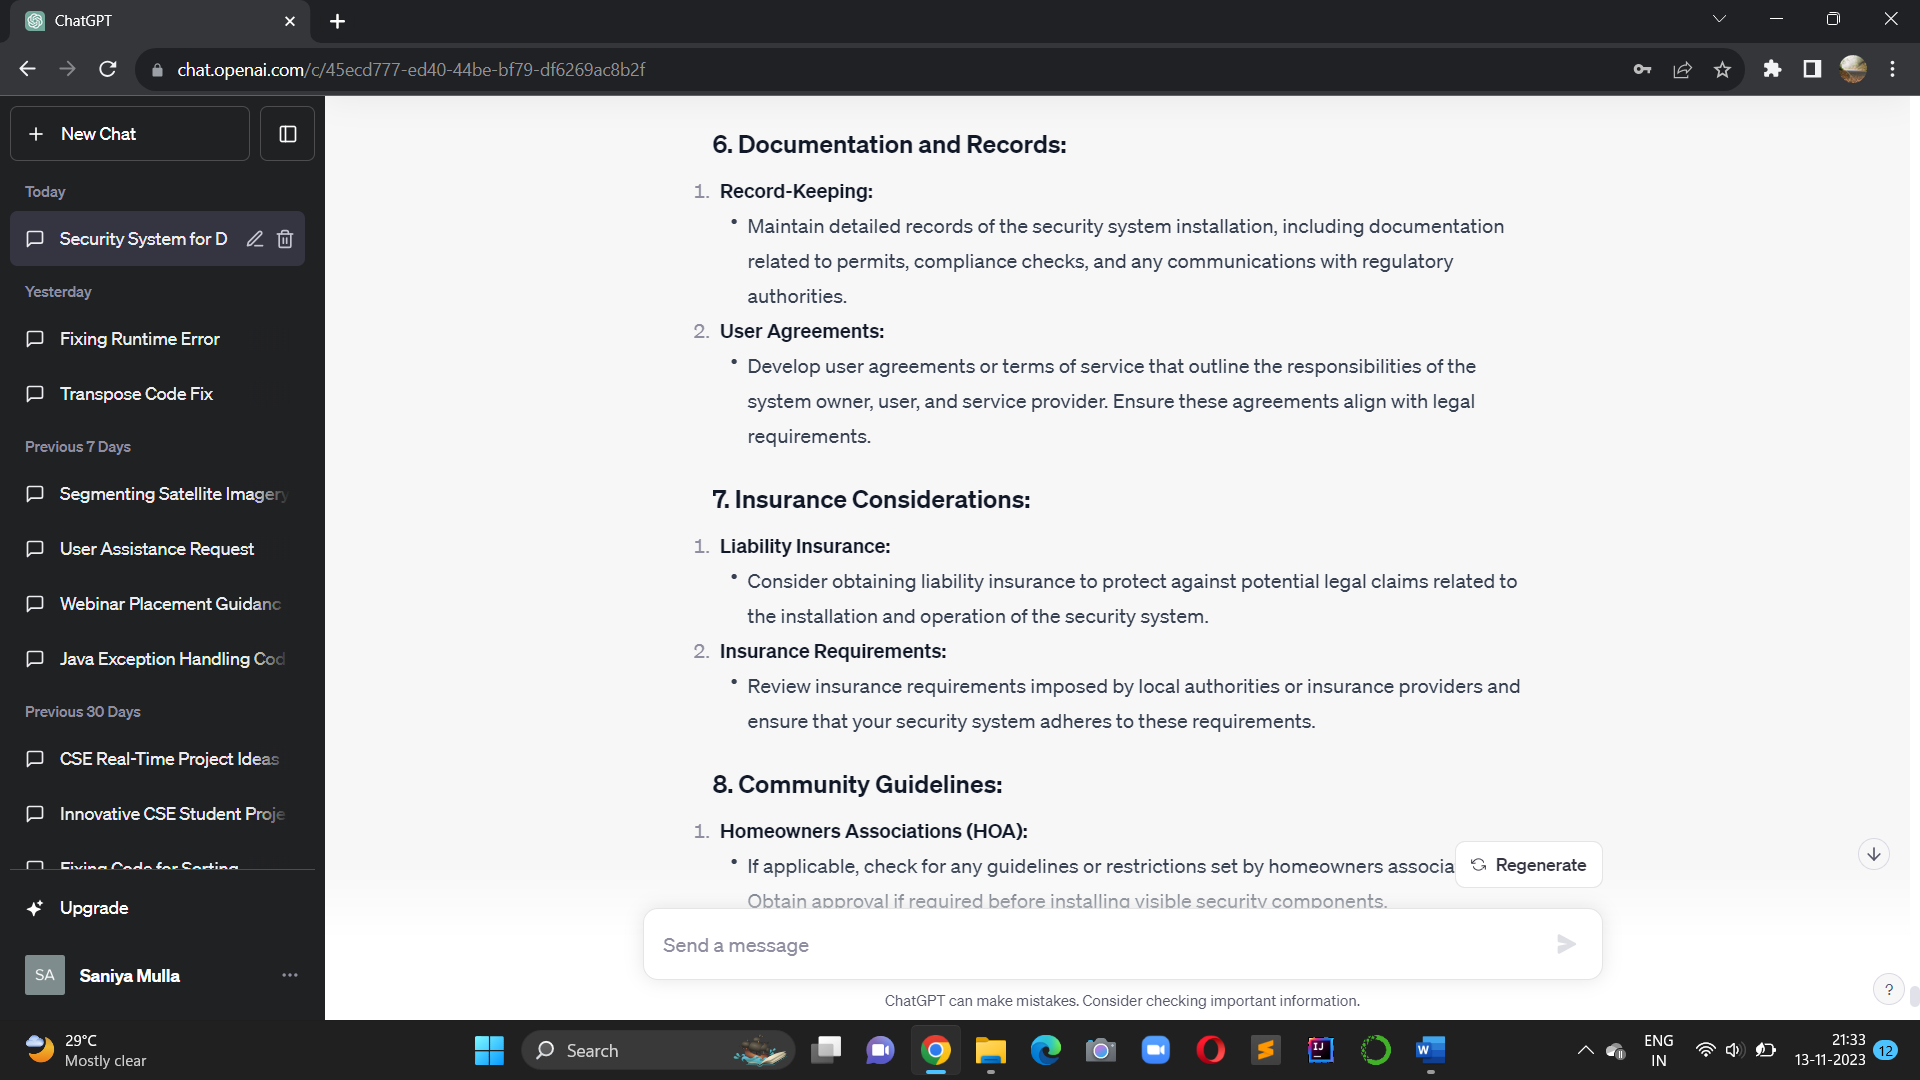 ChatGPT
chat.openai.com/c/45ecd777-ed40-44be-bf79-df6269ac8b2f
New Chat
Today
Security System for D
Yesterday
Fixing Runtime Error
Transpose Code Fix
Previous 7 Days
Segmenting Satellite Imagery
User Assistance Request
Webinar Placement Guidanc
Java Exception Handling Cod
Previous 30 Days
CSE Real-Time Project Ideas
Innovative CSE Student Proje
Fixing Code for Sorting
Upgrade
SA
Saniya Mulla
6. Documentation and Records:
1. Record-Keeping:
• Maintain detailed records of the security system installation, including documentation
related to permits, compliance checks, and any communications with regulatory
authorities.
2. User Agreements:
• Develop user agreements or terms of service that outline the responsibilities of the
system owner, user, and service provider. Ensure these agreements align with legal
requirements.
7. Insurance Considerations:
1. Liability Insurance:
• Consider obtaining liability insurance to protect against potential legal claims related to
the installation and operation of the security system.
2. Insurance Requirements:
• Review insurance requirements imposed by local authorities or insurance providers and
ensure that your security system adheres to these requirements.
8. Community Guidelines:
1. Homeowners Associations (HOA):
• If applicable, check for any guidelines or restrictions set by homeowners associa
Obtain approval if required before installing visible security components.
Regenerate
Send a message
ChatGPT can make mistakes. Consider checking important information.
?
29°C
Mostly clear
Search
IJ
W
ENG
IN
21:33
13-11-2023
12